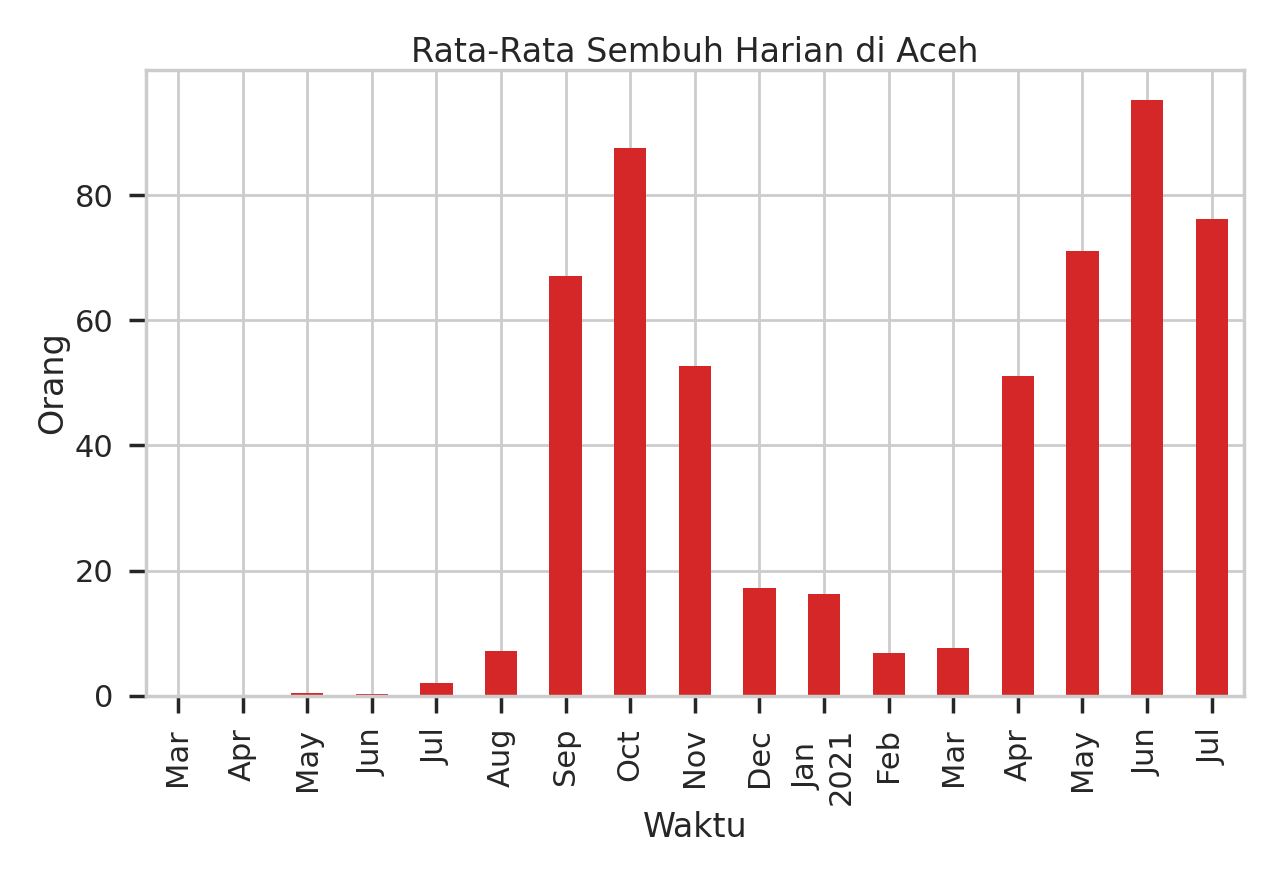 Rata-Rata Sembuh Harian di Aceh
80
60
40
20
0
Orang
Mar
Apr
May
Jun
Jul
Aug
Sep
Oct
Nov
Dec
Jan
2021
Feb
Mar
Apr
May
Jun
Jul
Waktu